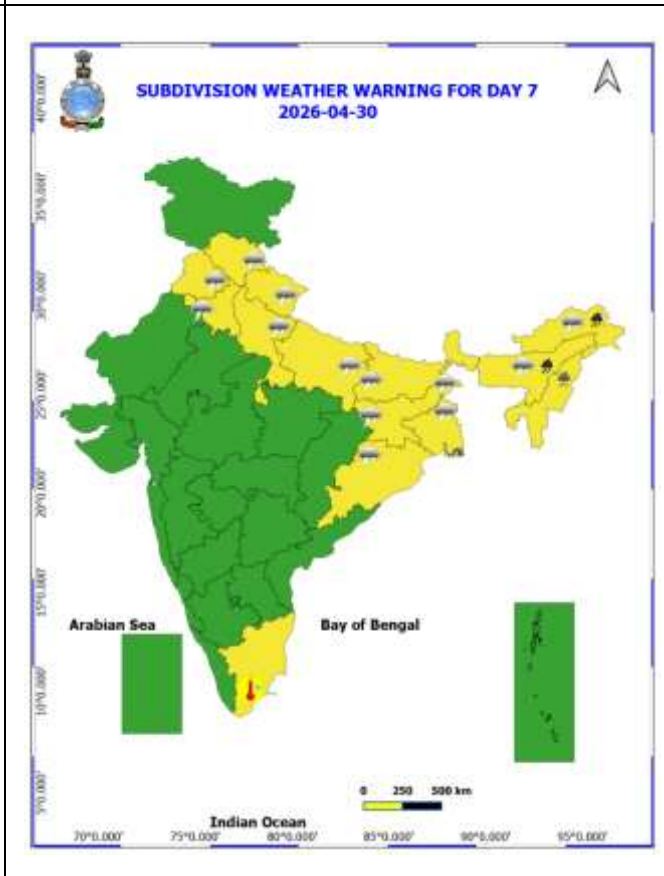 SUBDIVISION WEATHER WARNING FOR DAY 7
2026-04-30
40°0.000'
35°0.000'
30°0.000'
25°0.000'
20°0.000'
15°0.000'
10°0.000'
5°0.000'
Arabian Sea
Bay of Bengal
0 250 500 km
Indian Ocean
70°0.000' 75°0.000' 80°0.000' 85°0.000' 90°0.000' 95°0.000'